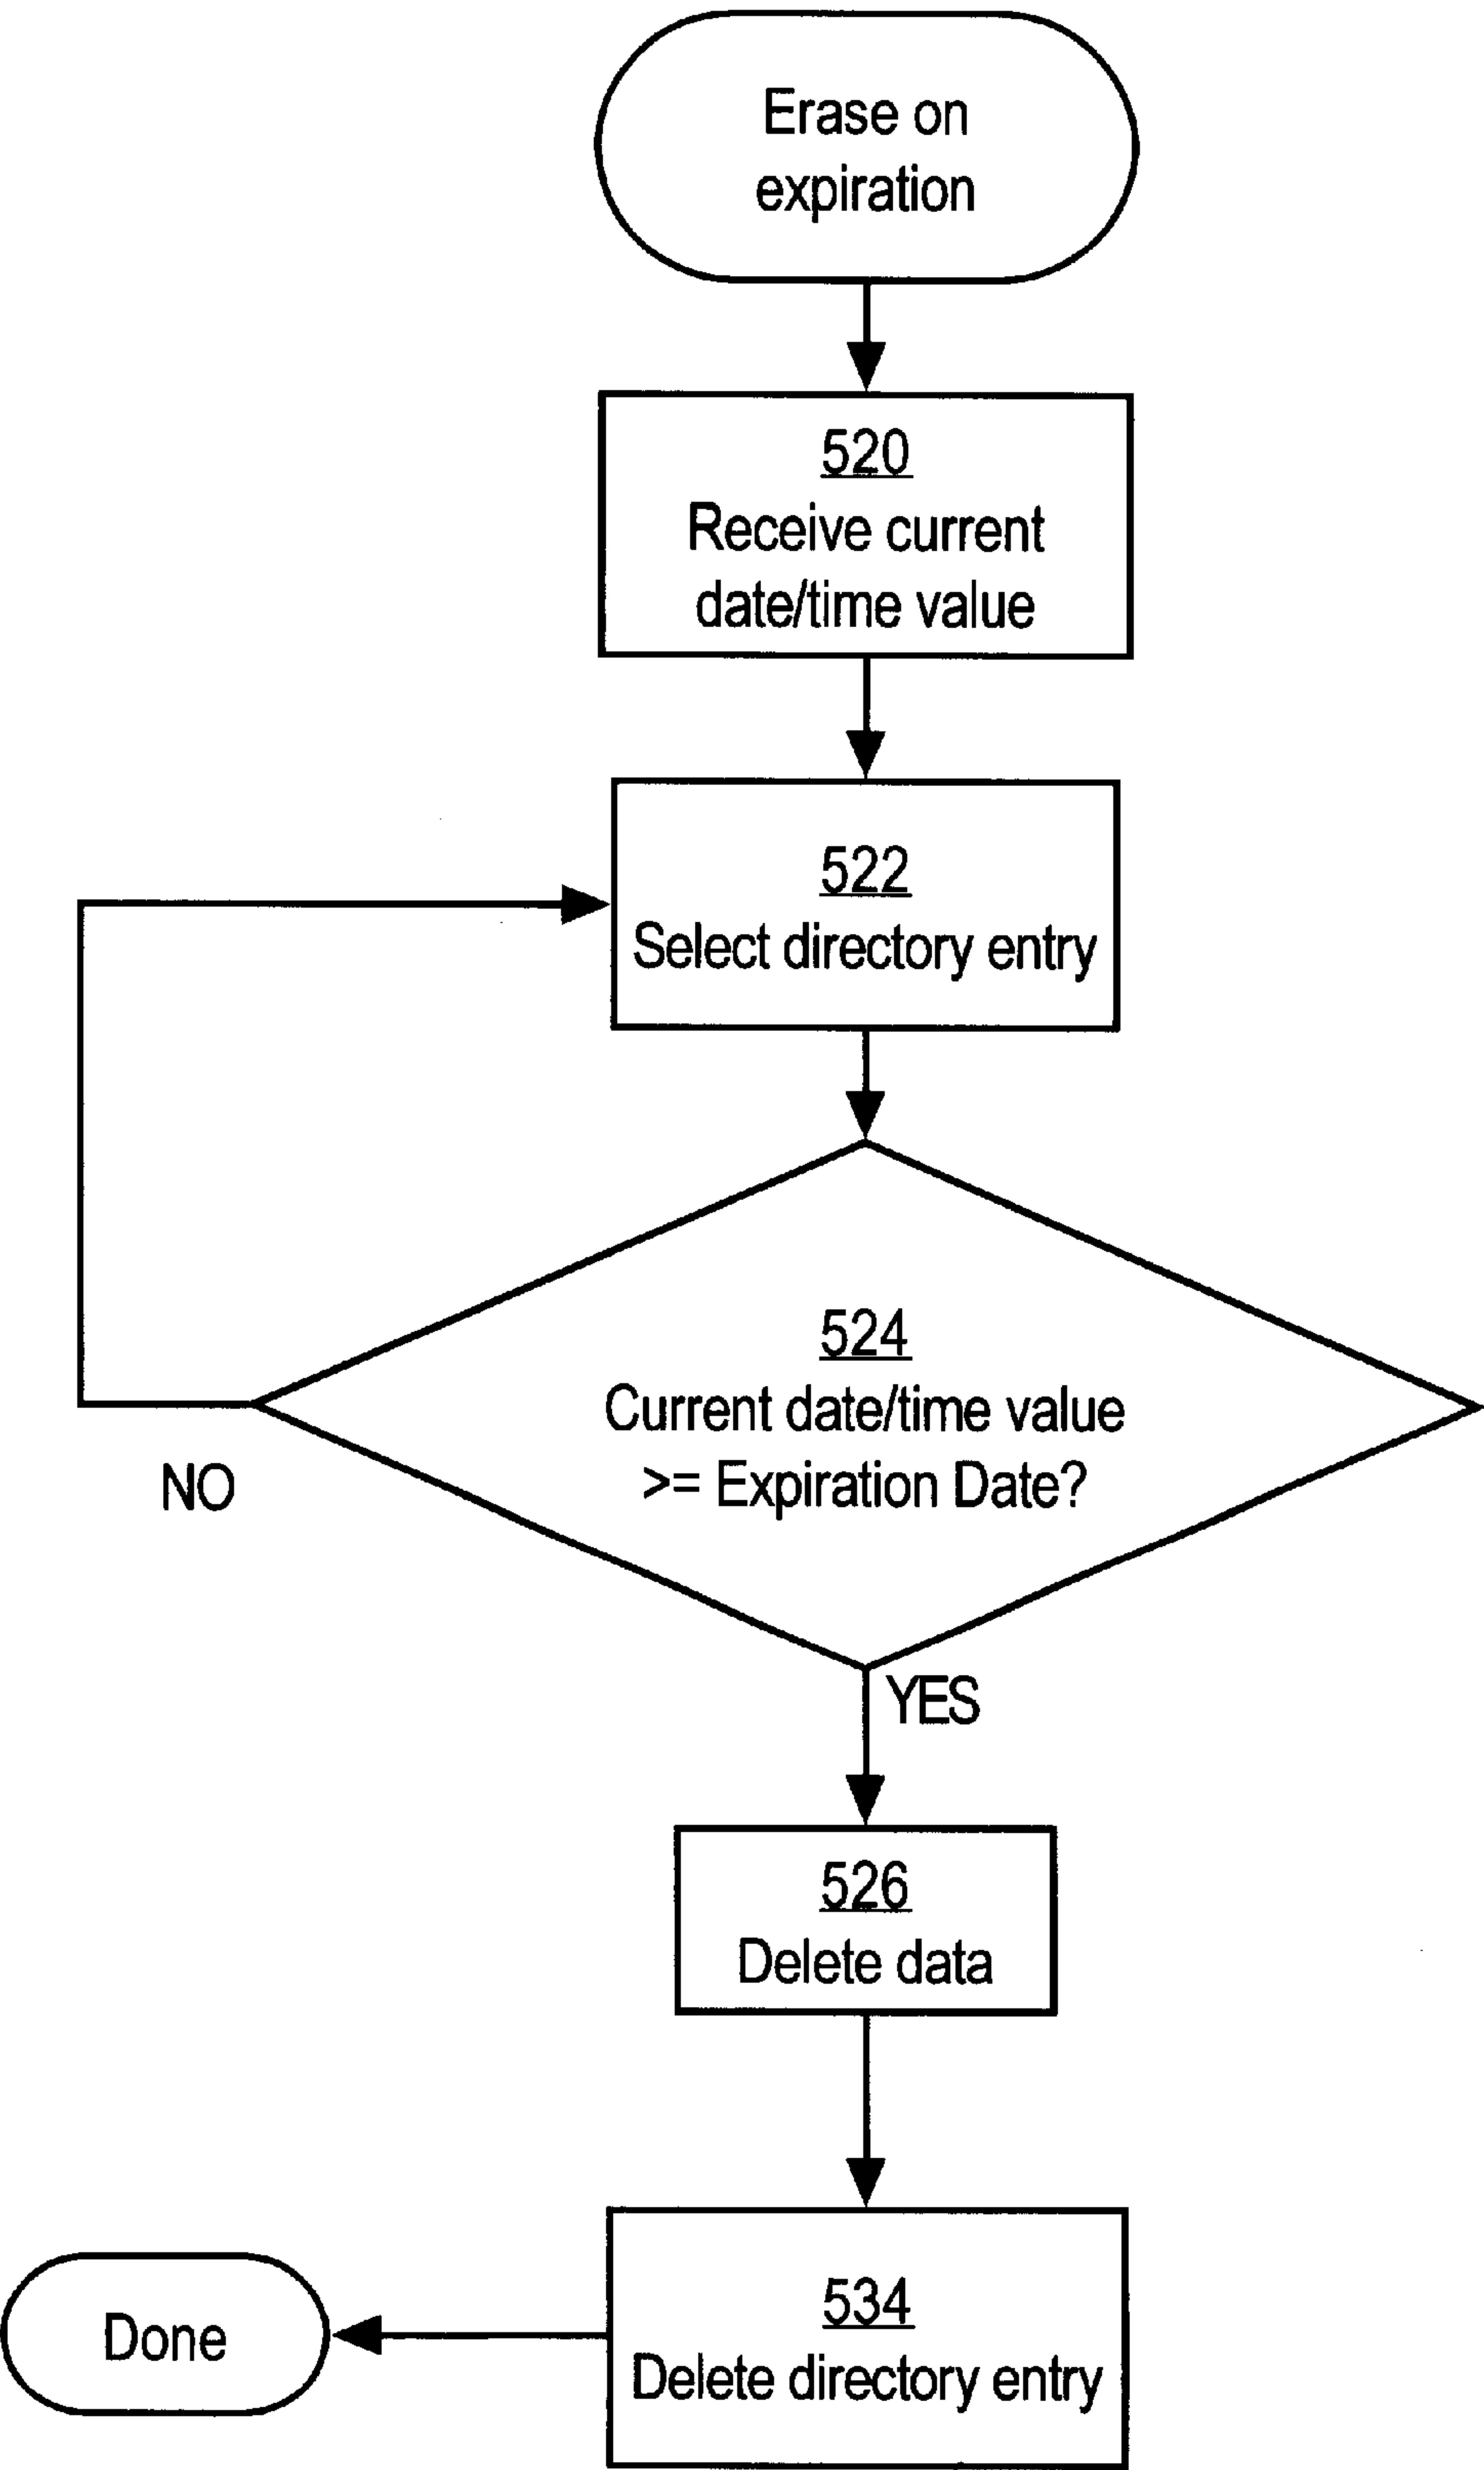 Erase on
expiration
520
Receive current
date/time value
522
Select directory entry
524
Current date/time value
>= Expiration Date?
NO
YES
526
Delete data
534
Delete directory entry
Done